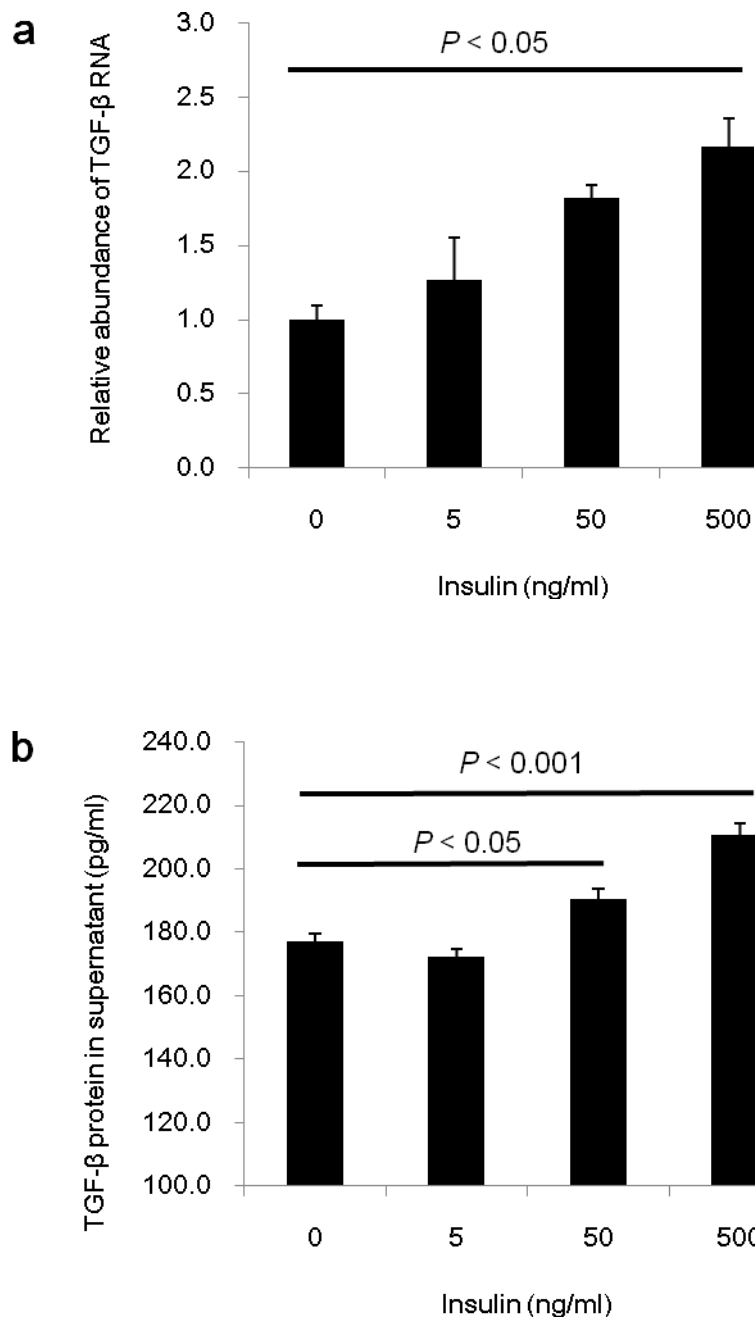 a
Relative abundance of TGF-β RNA
3.0
2.5
2.0
1.5
1.0
0.5
0.0
P < 0.05
0 5 50 500
Insulin (ng/ml)
b
TGF-β protein in supernatant (pg/ml)
240.0
220.0
200.0
180.0
160.0
140.0
120.0
100.0
P < 0.001
P < 0.05
0 5 50 500
Insulin (ng/ml)